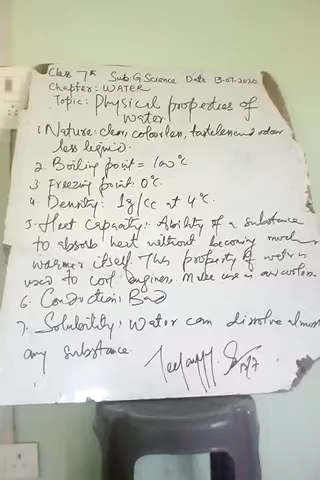 Class 7th Sub G Science Date 13-07-2020
Chapter: WATER
Topic: Physical properties of
water
1. Nature: clear, colourless, tasteless and odour
less liquid.
2. Boiling point = 100°C.
3. Freezing point 0°C.
4. Density: 1g/cc at 4°C.
5. Heat Capacity: Ability of a substance
to absorb heat without becoming much
warmer itself. This property of water is
used to cool engines. Make use in
6. Conduction: Bad
7. Solubility: Water can dissolve almost
any substance.